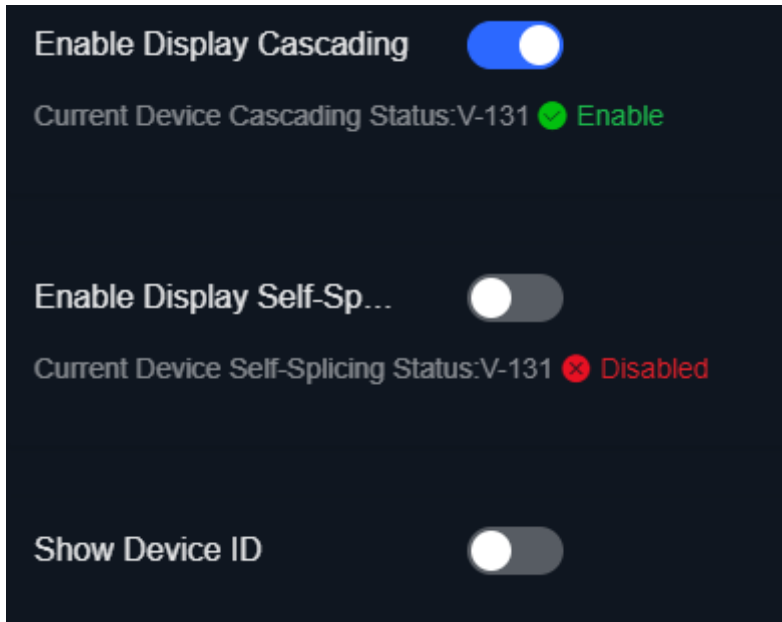 Enable Display Cascading
Current Device Cascading Status:V-131 Enable
Enable Display Self-Sp...
Current Device Self-Splicing Status:V-131 Disabled
Show Device ID